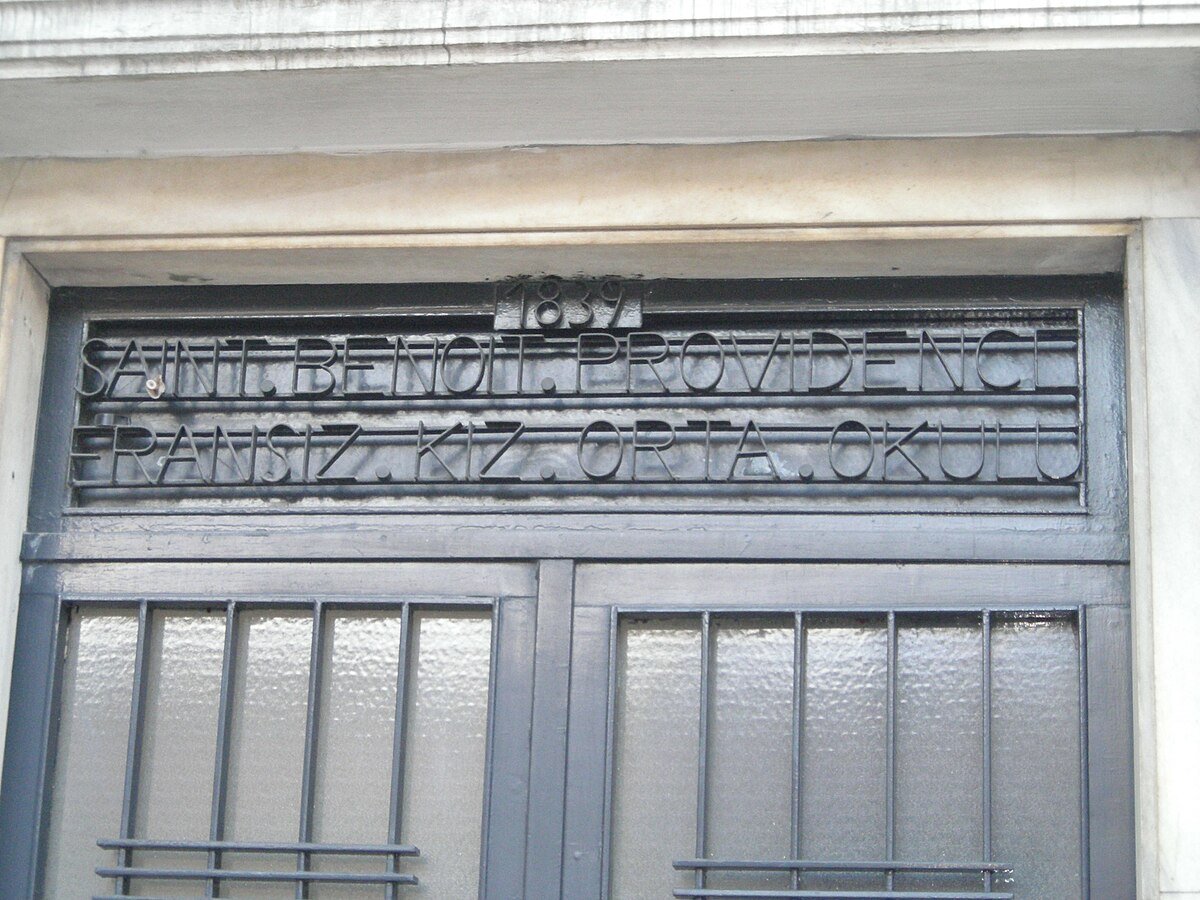 1839
SAINT.BENOIT.PROVIDENCE
FRANSIZ.KIZ.ORTA.OKULU